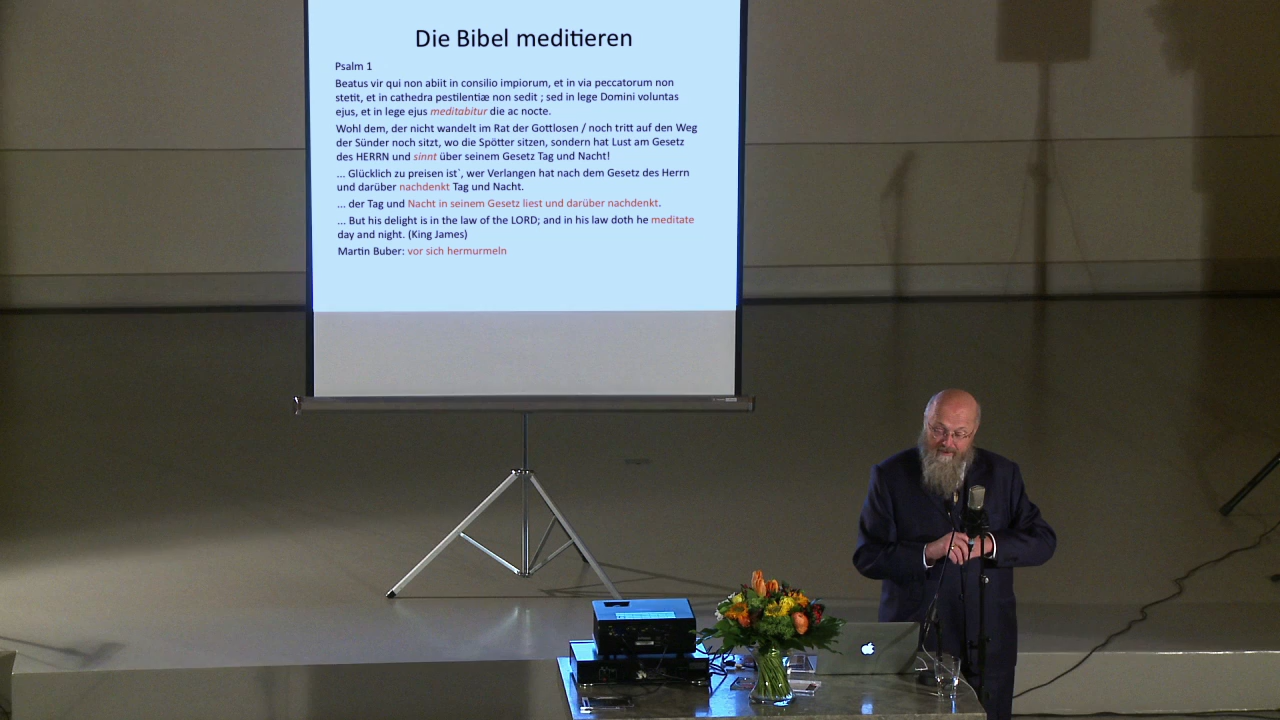 Die Bibel meditieren
Psalm 1
Beatus vir qui non abiit in consilio impiorum, et in via peccatorum non
stetit, et in cathedra pestilentiæ non sedit ; sed in lege Domini voluntas
ejus, et in lege ejus meditabitur die ac nocte.
Wohl dem, der nicht wandelt im Rat der Gottlosen / noch tritt auf den Weg
der Sünder noch sitzt, wo die Spötter sitzen, sondern hat Lust am Gesetz
des HERRN und sinnt über seinem Gesetz Tag und Nacht!
... Glücklich zu preisen ist`, wer Verlangen hat nach dem Gesetz des Herrn
und darüber nachdenkt Tag und Nacht.
... der Tag und Nacht in seinem Gesetz liest und darüber nachdenkt.
... But his delight is in the law of the LORD; and in his law doth he meditate
day and night. (King James)
Martin Buber: vor sich hermurmeln